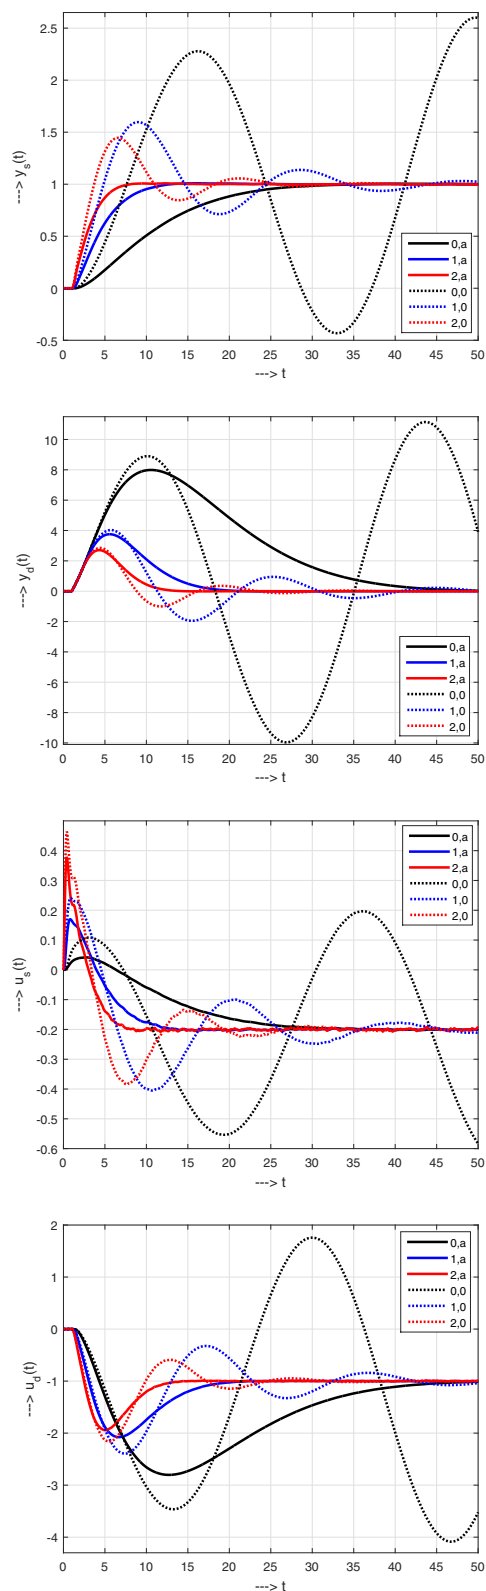 2.5
2
1.5
1
0.5
0
-0.5
---> y_s(t)
0,a
1,a
2,a
0,0
1,0
2,0
0 5 10 15 20 25 30 35 40 45 50
---> t
10
8
6
4
2
0
-2
-4
-6
-8
-10
---> y_d(t)
0,a
1,a
2,a
0,0
1,0
2,0
0 5 10 15 20 25 30 35 40 45 50
---> t
0.4
0.3
0.2
0.1
0
-0.1
-0.2
-0.3
-0.4
-0.5
-0.6
---> u_s(t)
0,a
1,a
2,a
0,0
1,0
2,0
0 5 10 15 20 25 30 35 40 45 50
---> t
2
1
0
-1
-2
-3
-4
---> u_d(t)
0,a
1,a
2,a
0,0
1,0
2,0
0 5 10 15 20 25 30 35 40 45 50
---> t